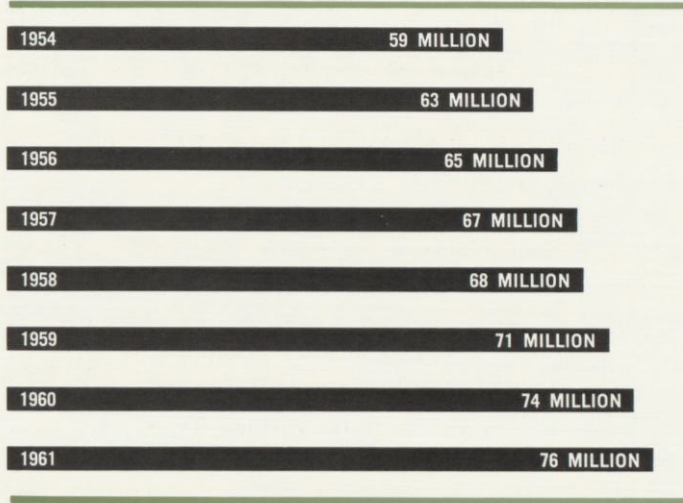 1954 59 MILLION
1955 63 MILLION
1956 65 MILLION
1957 67 MILLION
1958 68 MILLION
1959 71 MILLION
1960 74 MILLION
1961 76 MILLION